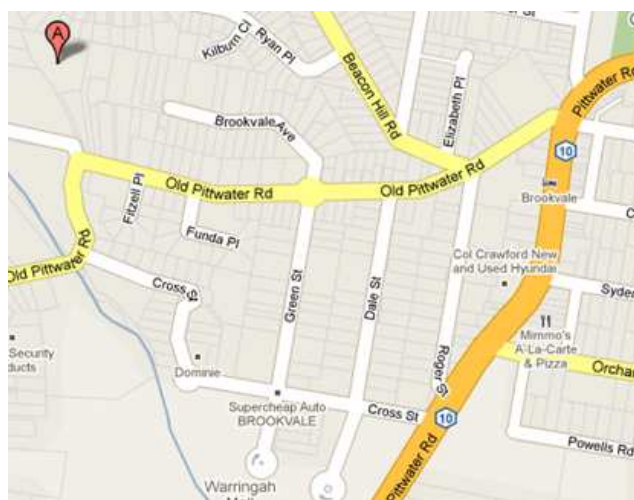 A
Kilburn Cl
Ryan Pl
Beacon Hill Rd
Elizabeth Pl
Pittwater Rd
Brookvale Ave
10
Old Pittwater Rd
Old Pittwater Rd
Brookvale
Fitzell Pl
Funda Pl
Old Pittwater Rd
Cross St
Green St
Dale St
Col Crawford New
and Used Hyundai
Syder
Mimmo's
A-La-Carte
& Pizza
Security
ducts
Dominie
Roger S
Orchar
Supercheap Auto
BROOKVALE
Cross St
10
Pittwater Rd
Powells Rd
Warringah